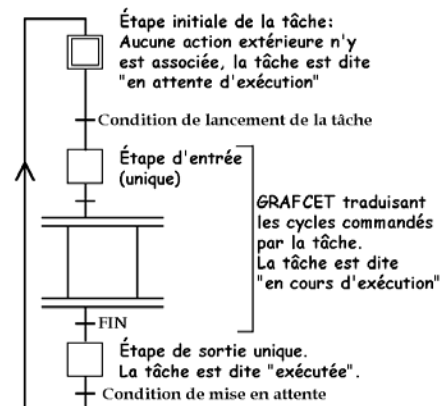 Étape initiale de la tâche:
Aucune action extérieure n'y
est associée, la tâche est dite
"en attente d'exécution"
Condition de lancement de la tâche
Étape d'entrée
(unique)
GRAFCET traduisant
les cycles commandés
par la tâche.
La tâche est dite
"en cours d'exécution"
FIN
Étape de sortie unique.
La tâche est dite "exécutée".
Condition de mise en attente